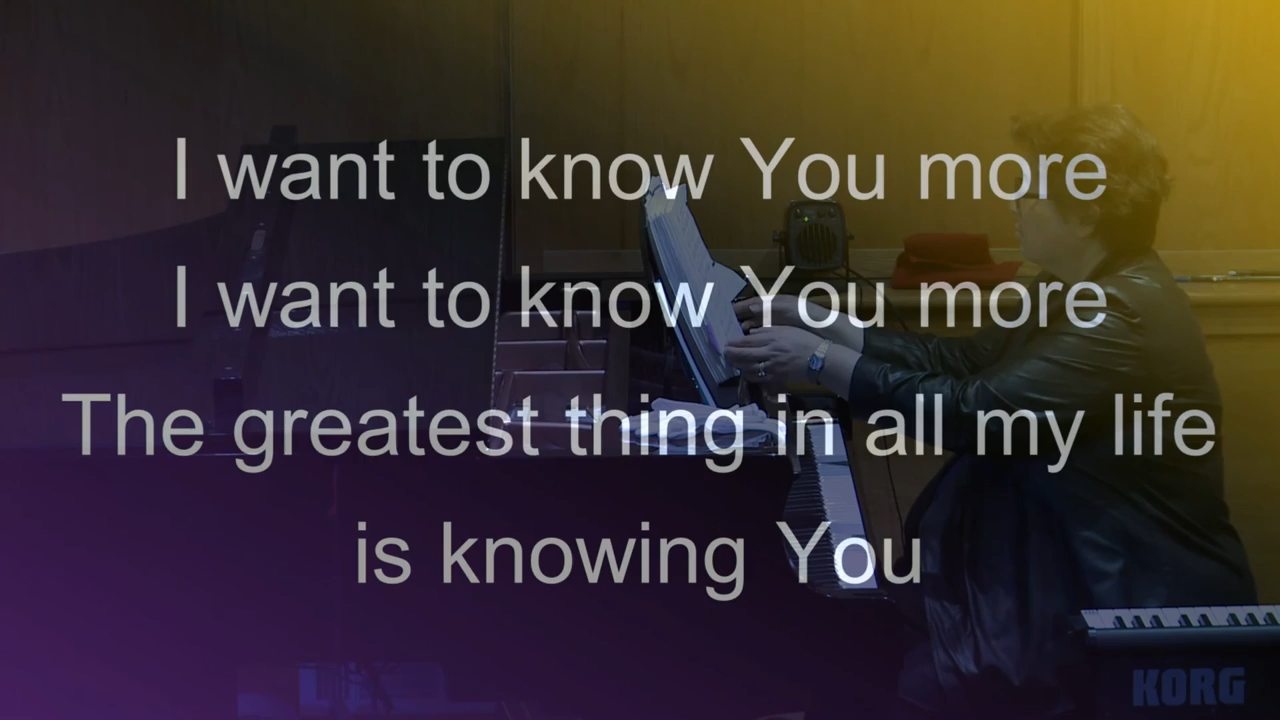 I want to know You more
I want to know You more
The greatest thing in all my life
is knowing You
KORG